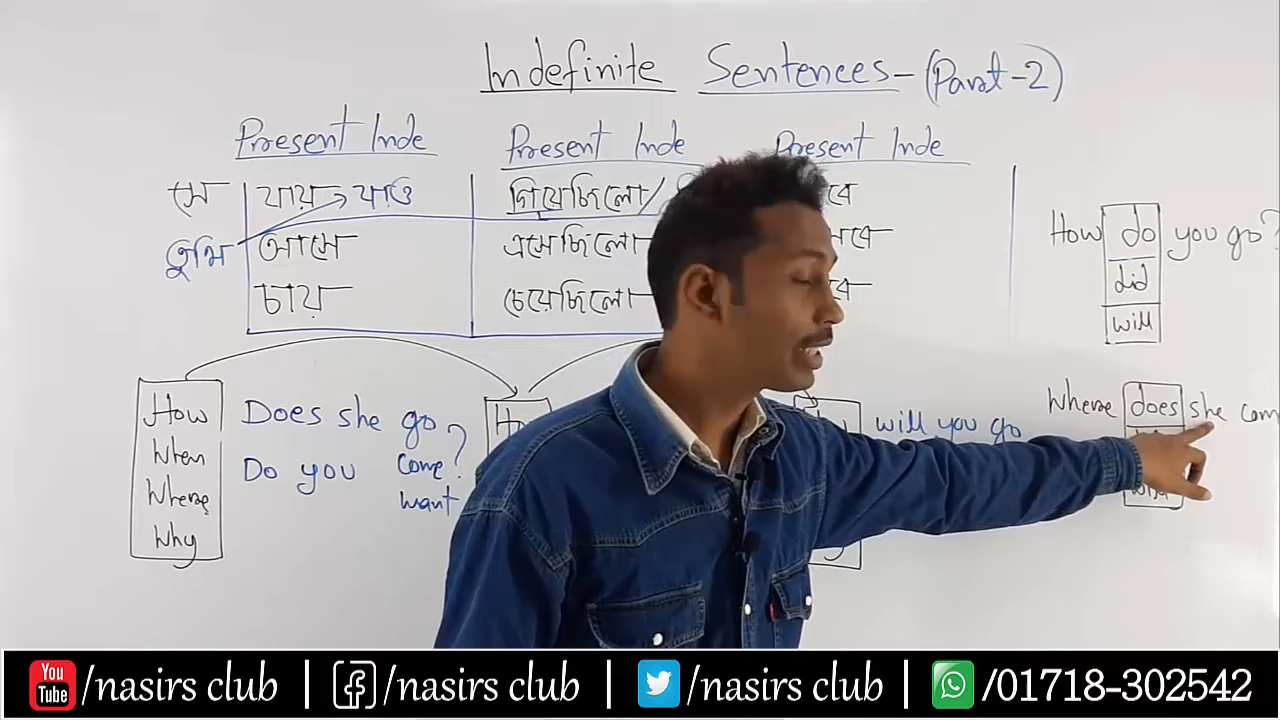 Indefinite Sentences - (Part-2)
Present Inde Present Inde Present Inde
সে যায় যাও গিয়েছিলো/
তুমি আসে এসেছিলো
চায় চেয়েছিলো
How do you go?
did
will
Where does she com
How
When
Where
Why
Does she go
Do you come ?
want
will you go
YouTube /nasirs club | f /nasirs club | /nasirs club | /01718-302542